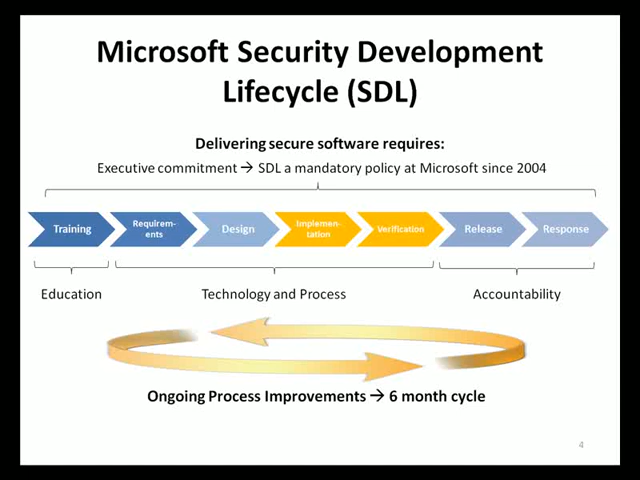 Microsoft Security Development
Lifecycle (SDL)
Delivering secure software requires:
Executive commitment → SDL a mandatory policy at Microsoft since 2004
Training
Requirem-
ents
Design
Implemen-
tation
Verification
Release
Response
Education
Technology and Process
Accountability
Ongoing Process Improvements → 6 month cycle
4